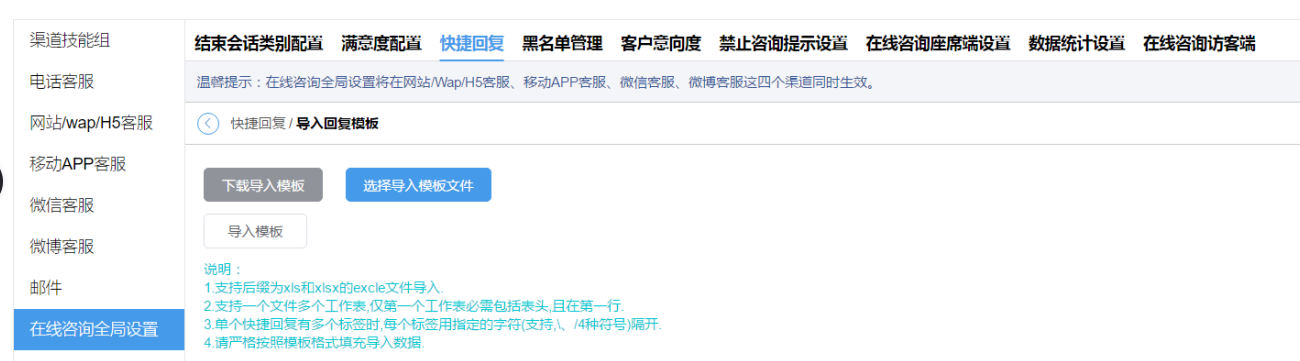 渠道技能组
电话客服
网站/wap/H5客服
移动APP客服
微信客服
微博客服
邮件
在线咨询全局设置
结束会话类别配置 满意度配置 快捷回复 黑名单管理 客户意向度 禁止咨询提示设置 在线咨询座席端设置 数据统计设置 在线咨询访客端
温馨提示：在线咨询全局设置将在网站/Wap/H5客服、移动APP客服、微信客服、微博客服这四个渠道同时生效。
快捷回复 / 导入回复模板
下载导入模板 选择导入模板文件
导入模板
说明：
1.支持后缀为xls和xlsx的excle文件导入.
2.支持一个文件多个工作表,仅第一个工作表必需包括表头,且在第一行.
3.单个快捷回复有多个标签时,每个标签用指定的字符(支持,\、/4种符号)隔开.
4.请严格按照模板格式填充导入数据.